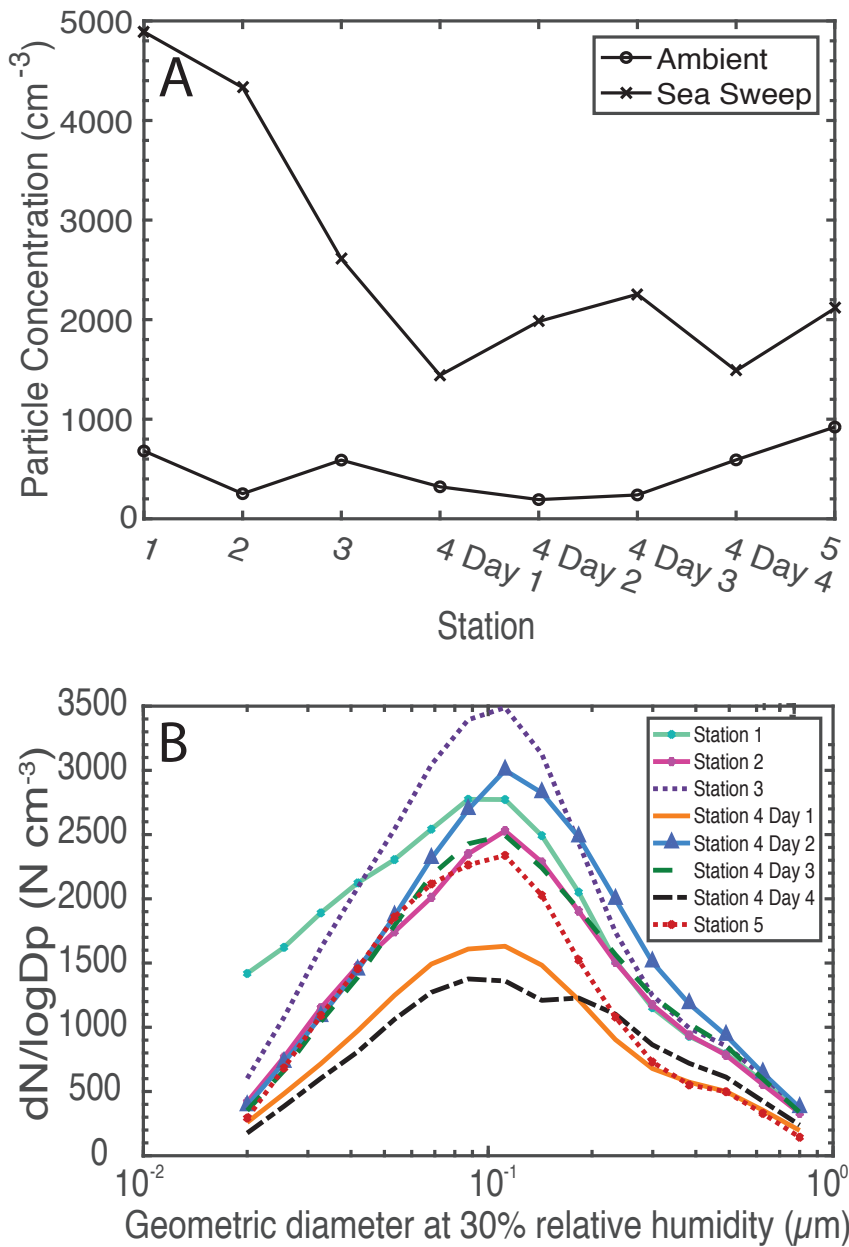 A
Particle Concentration (cm⁻³)
5000
4000
3000
2000
1000
0
Ambient
Sea Sweep
1
2
3
4 Day 1
4 Day 2
4 Day 3
4 Day 4
5
Station
B
dN/logDp (N cm⁻³)
3500
3000
2500
2000
1500
1000
500
0
Station 1
Station 2
Station 3
Station 4 Day 1
Station 4 Day 2
Station 4 Day 3
Station 4 Day 4
Station 5
10⁻²
10⁻¹
10⁰
Geometric diameter at 30% relative humidity (μm)